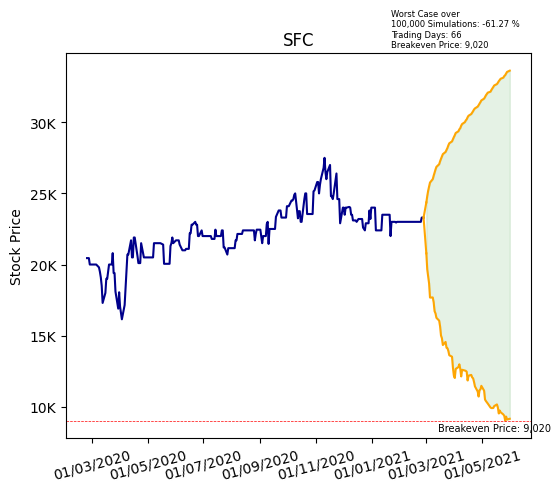 Worst Case over
100,000 Simulations: -61.27 %
Trading Days: 66
Breakeven Price: 9,020
SFC
Stock Price
30K
25K
20K
15K
10K
Breakeven Price: 9,020
01/03/2020
01/05/2020
01/07/2020
01/09/2020
01/11/2020
01/01/2021
01/03/2021
01/05/2021